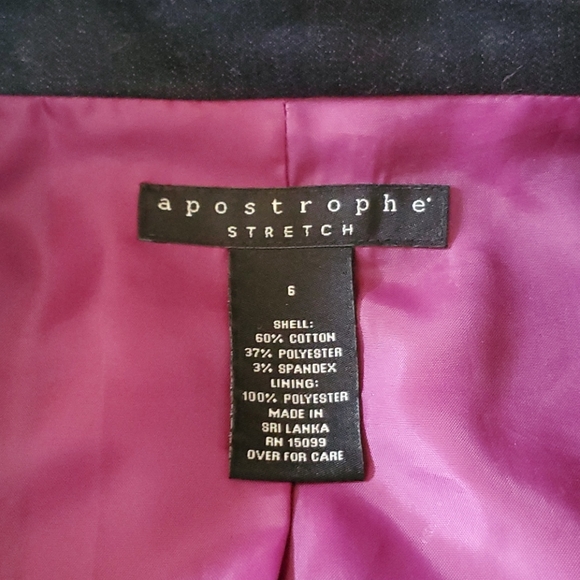 apostrophe
STRETCH
6
SHELL:
60% COTTON
37% POLYESTER
3% SPANDEX
LINING:
100% POLYESTER
MADE IN
SRI LANKA
RN 15099
OVER FOR CARE